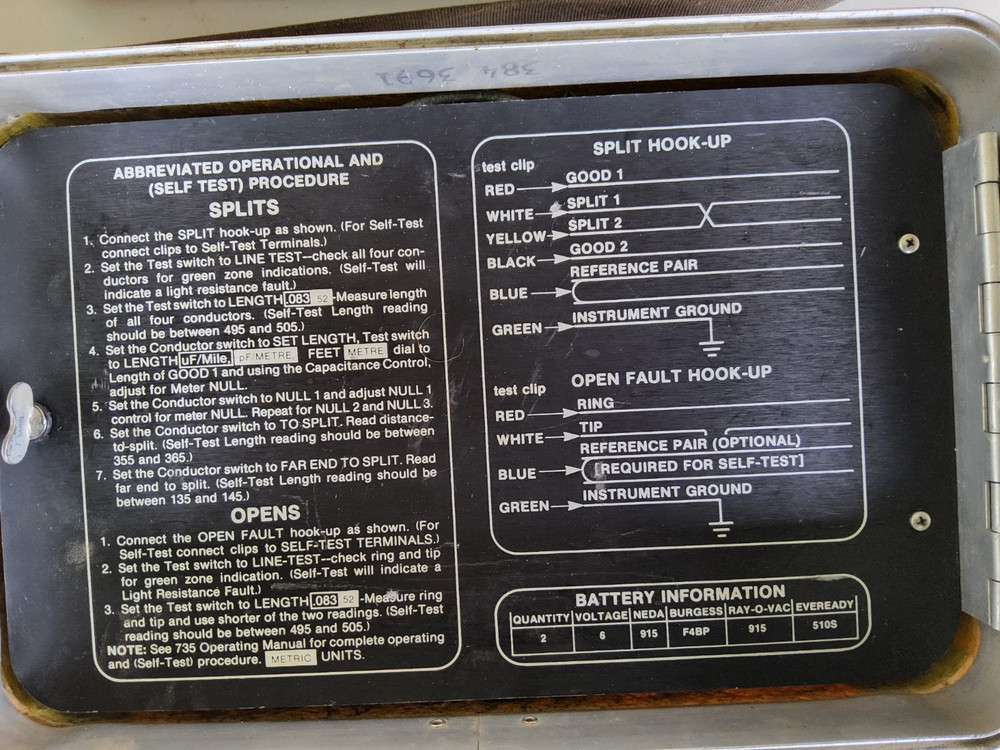 384 3691
ABBREVIATED OPERATIONAL AND
(SELF TEST) PROCEDURE
SPLITS
1. Connect the SPLIT hook-up as shown. (For Self-Test
connect clips to Self-Test Terminals.)
2. Set the Test switch to LINE TEST—check all four con-
ductors for green zone indications. (Self-Test will
indicate a light resistance fault.)
3. Set the Test switch to LENGTH .083 52 -Measure length
of all four conductors. (Self-Test Length reading
should be between 495 and 505.)
4. Set the Conductor switch to SET LENGTH, Test switch
to LENGTH uF/Mile, pF/METRE, FEET METRE dial to
Length of GOOD 1 and using the Capacitance Control,
adjust for Meter NULL.
5. Set the Conductor switch to NULL 1 and adjust NULL 1
control for meter NULL. Repeat for NULL 2 and NULL 3.
6. Set the Conductor switch to TO SPLIT. Read distance-
to-split. (Self-Test Length reading should be between
355 and 365.)
7. Set the Conductor switch to FAR END TO SPLIT. Read
far end to split. (Self-Test Length reading should be
between 135 and 145.)
OPENS
1. Connect the OPEN FAULT hook-up as shown. (For
Self-Test connect clips to SELF-TEST TERMINALS.)
2. Set the Test switch to LINE-TEST—check ring and tip
for green zone indication. (Self-Test will indicate a
Light Resistance Fault.)
3. Set the Test switch to LENGTH .083 52 -Measure ring
and tip and use shorter of the two readings. (Self-Test
reading should be between 495 and 505.)
NOTE: See 735 Operating Manual for complete operating
and (Self-Test) procedure. METRIC UNITS.
SPLIT HOOK-UP
test clip
RED GOOD 1
WHITE SPLIT 1
YELLOW SPLIT 2
BLACK GOOD 2
REFERENCE PAIR
BLUE
GREEN INSTRUMENT GROUND
OPEN FAULT HOOK-UP
test clip
RED RING
WHITE TIP
REFERENCE PAIR (OPTIONAL)
BLUE [REQUIRED FOR SELF-TEST]
GREEN INSTRUMENT GROUND
BATTERY INFORMATION
QUANTITY VOLTAGE NEDA BURGESS RAY-O-VAC EVEREADY
2 6 915 F4BP 915 510S